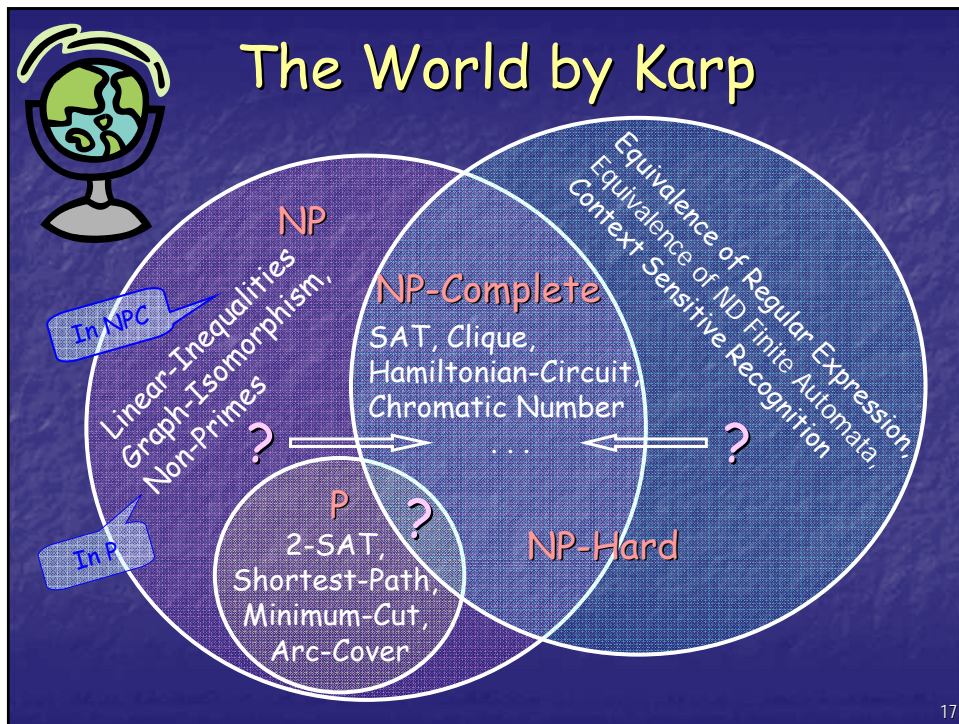 The World by Karp
NP
In NPC
Linear-Inequalities
Graph-Isomorphism,
Non-Primes
?
In P
P
2-SAT,
Shortest-Path,
Minimum-Cut,
Arc-Cover
?
NP-Complete
SAT, Clique,
Hamiltonian-Circuit,
Chromatic Number
...
Equivalence of Regular Expression,
Equivalence of ND Finite Automata,
Context Sensitive Recognition
?
NP-Hard
17